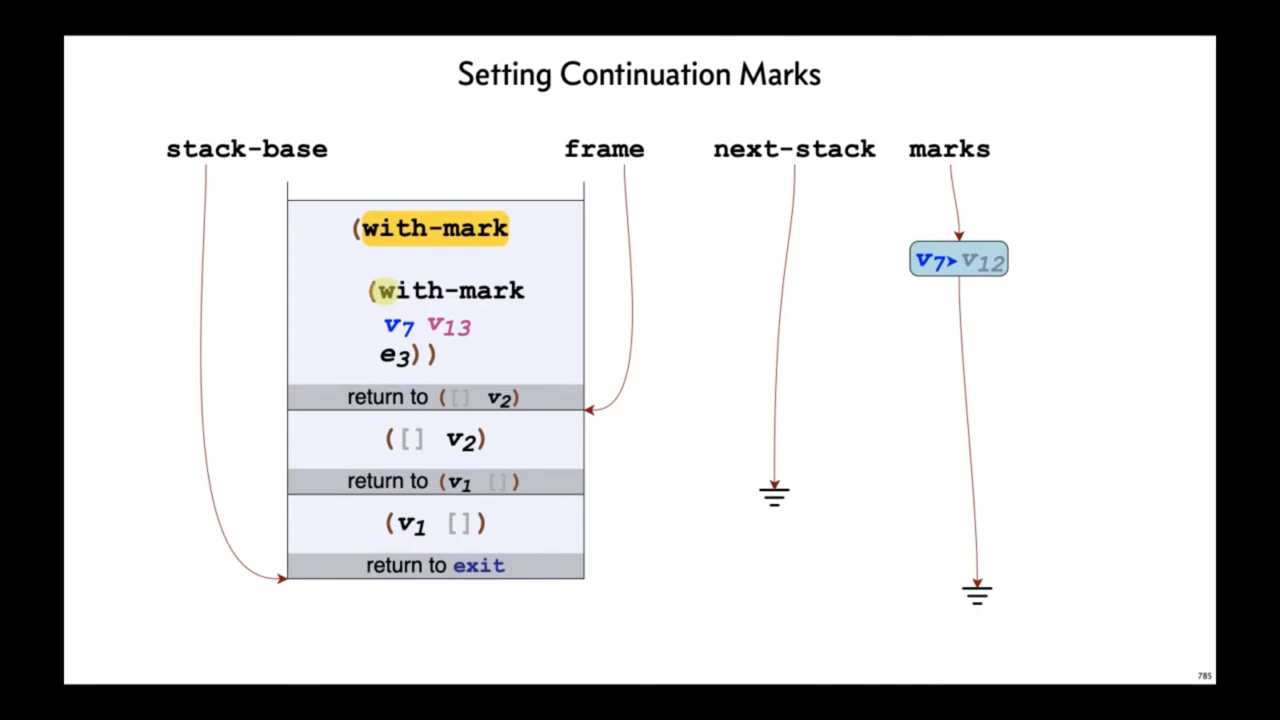 Setting Continuation Marks
stack-base frame next-stack marks
(with-mark
v7➤v12
(with-mark
v7 v13
e3))
return to ([] v2)
([] v2)
return to (v1 [])
(v1 [])
return to exit
785